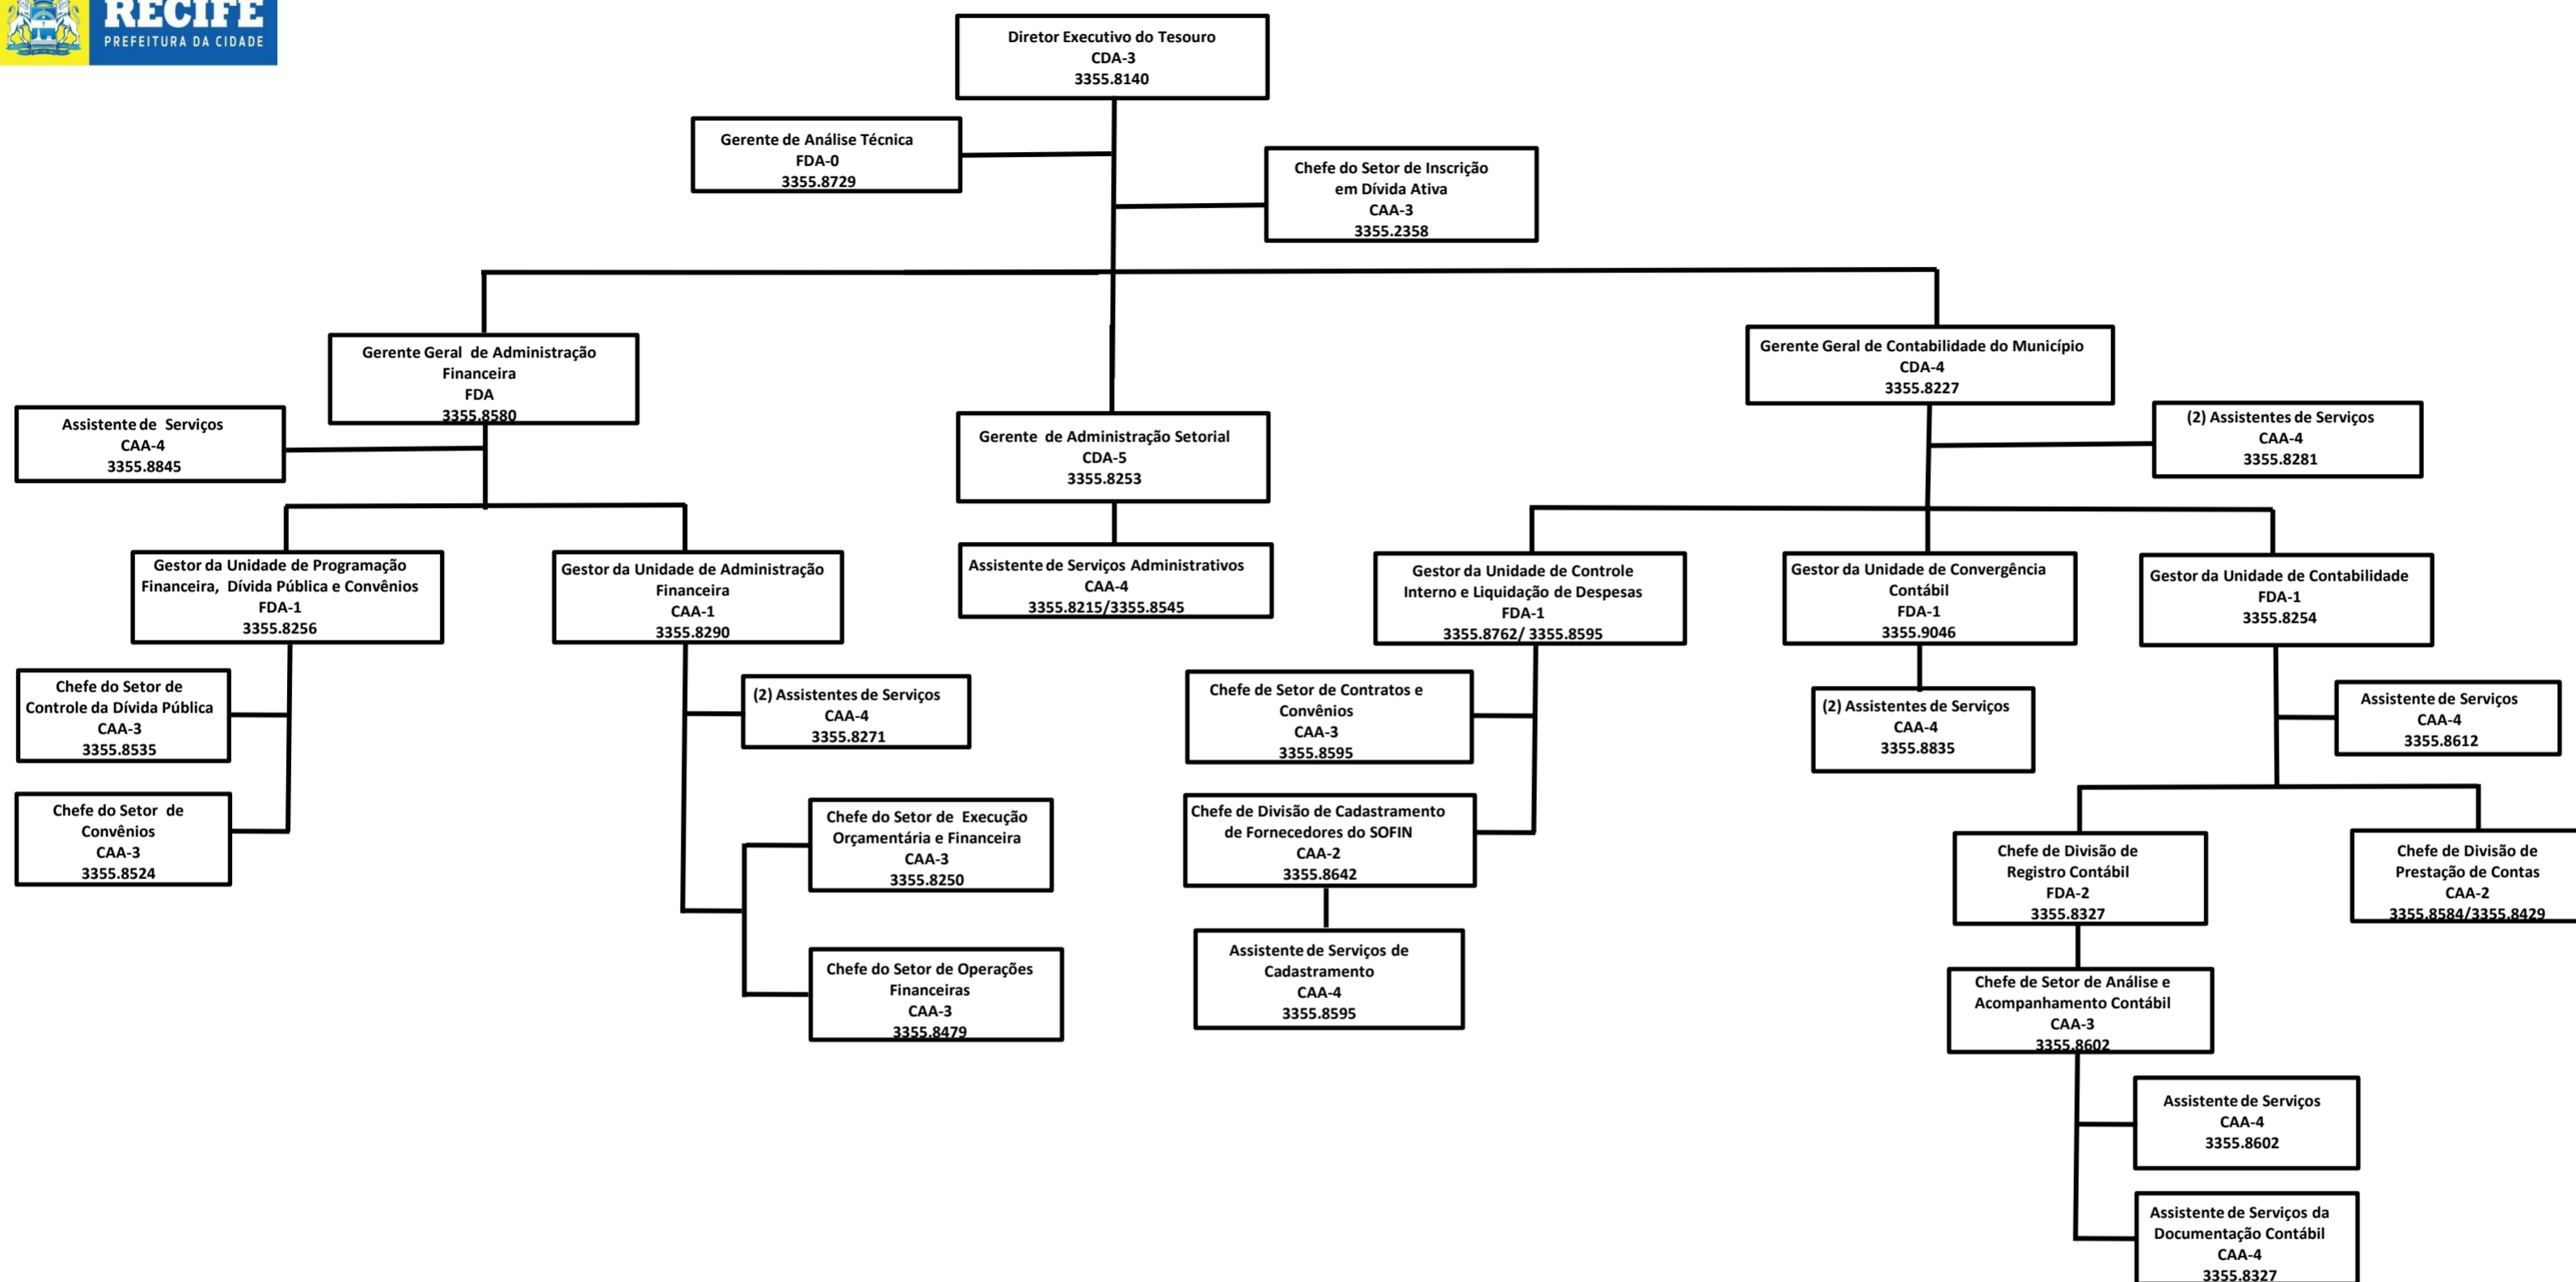 RECIFE
PREFEITURA DA CIDADE
Diretor Executivo do Tesouro
CDA-3
3355.8140
Gerente de Análise Técnica
FDA-0
3355.8729
Chefe do Setor de Inscrição
em Dívida Ativa
CAA-3
3355.2358
Gerente Geral de Administração
Financeira
FDA
3355.8580
Gerente Geral de Contabilidade do Município
CDA-4
3355.8227
Assistente de Serviços
CAA-4
3355.8845
Gerente de Administração Setorial
CDA-5
3355.8253
(2) Assistentes de Serviços
CAA-4
3355.8281
Gestor da Unidade de Programação
Financeira, Dívida Pública e Convênios
FDA-1
3355.8256
Gestor da Unidade de Administração
Financeira
CAA-1
3355.8290
Assistente de Serviços Administrativos
CAA-4
3355.8215/3355.8545
Gestor da Unidade de Controle
Interno e Liquidação de Despesas
FDA-1
3355.8762/ 3355.8595
Gestor da Unidade de Convergência
Contábil
FDA-1
3355.9046
Gestor da Unidade de Contabilidade
FDA-1
3355.8254
Chefe do Setor de
Controle da Dívida Pública
CAA-3
3355.8535
(2) Assistentes de Serviços
CAA-4
3355.8271
Chefe de Setor de Contratos e
Convênios
CAA-3
3355.8595
(2) Assistentes de Serviços
CAA-4
3355.8835
Assistente de Serviços
CAA-4
3355.8612
Chefe do Setor de
Convênios
CAA-3
3355.8524
Chefe do Setor de Execução
Orçamentária e Financeira
CAA-3
3355.8250
Chefe de Divisão de Cadastramento
de Fornecedores do SOFIN
CAA-2
3355.8642
Chefe de Divisão de
Registro Contábil
FDA-2
3355.8327
Chefe de Divisão de
Prestação de Contas
CAA-2
3355.8584/3355.8429
Chefe do Setor de Operações
Financeiras
CAA-3
3355.8479
Assistente de Serviços de
Cadastramento
CAA-4
3355.8595
Chefe de Setor de Análise e
Acompanhamento Contábil
CAA-3
3355.8602
Assistente de Serviços
CAA-4
3355.8602
Assistente de Serviços da
Documentação Contábil
CAA-4
3355.8327